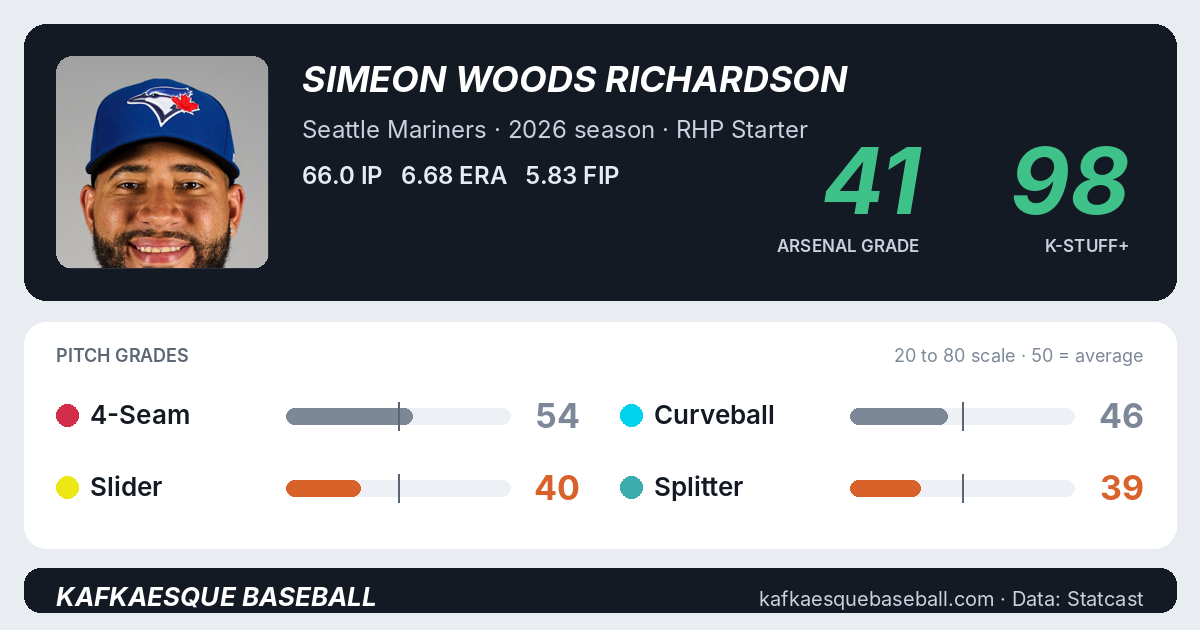 SIMEON WOODS RICHARDSON
Seattle Mariners · 2026 season · RHP Starter
66.0 IP 6.68 ERA 5.83 FIP
41 98
ARSENAL GRADE K-STUFF+
PITCH GRADES 20 to 80 scale · 50 = average
4-Seam 54 Curveball 46
Slider 40 Splitter 39
KAFKAESQUE BASEBALL kafkaesquebaseball.com · Data: Statcast